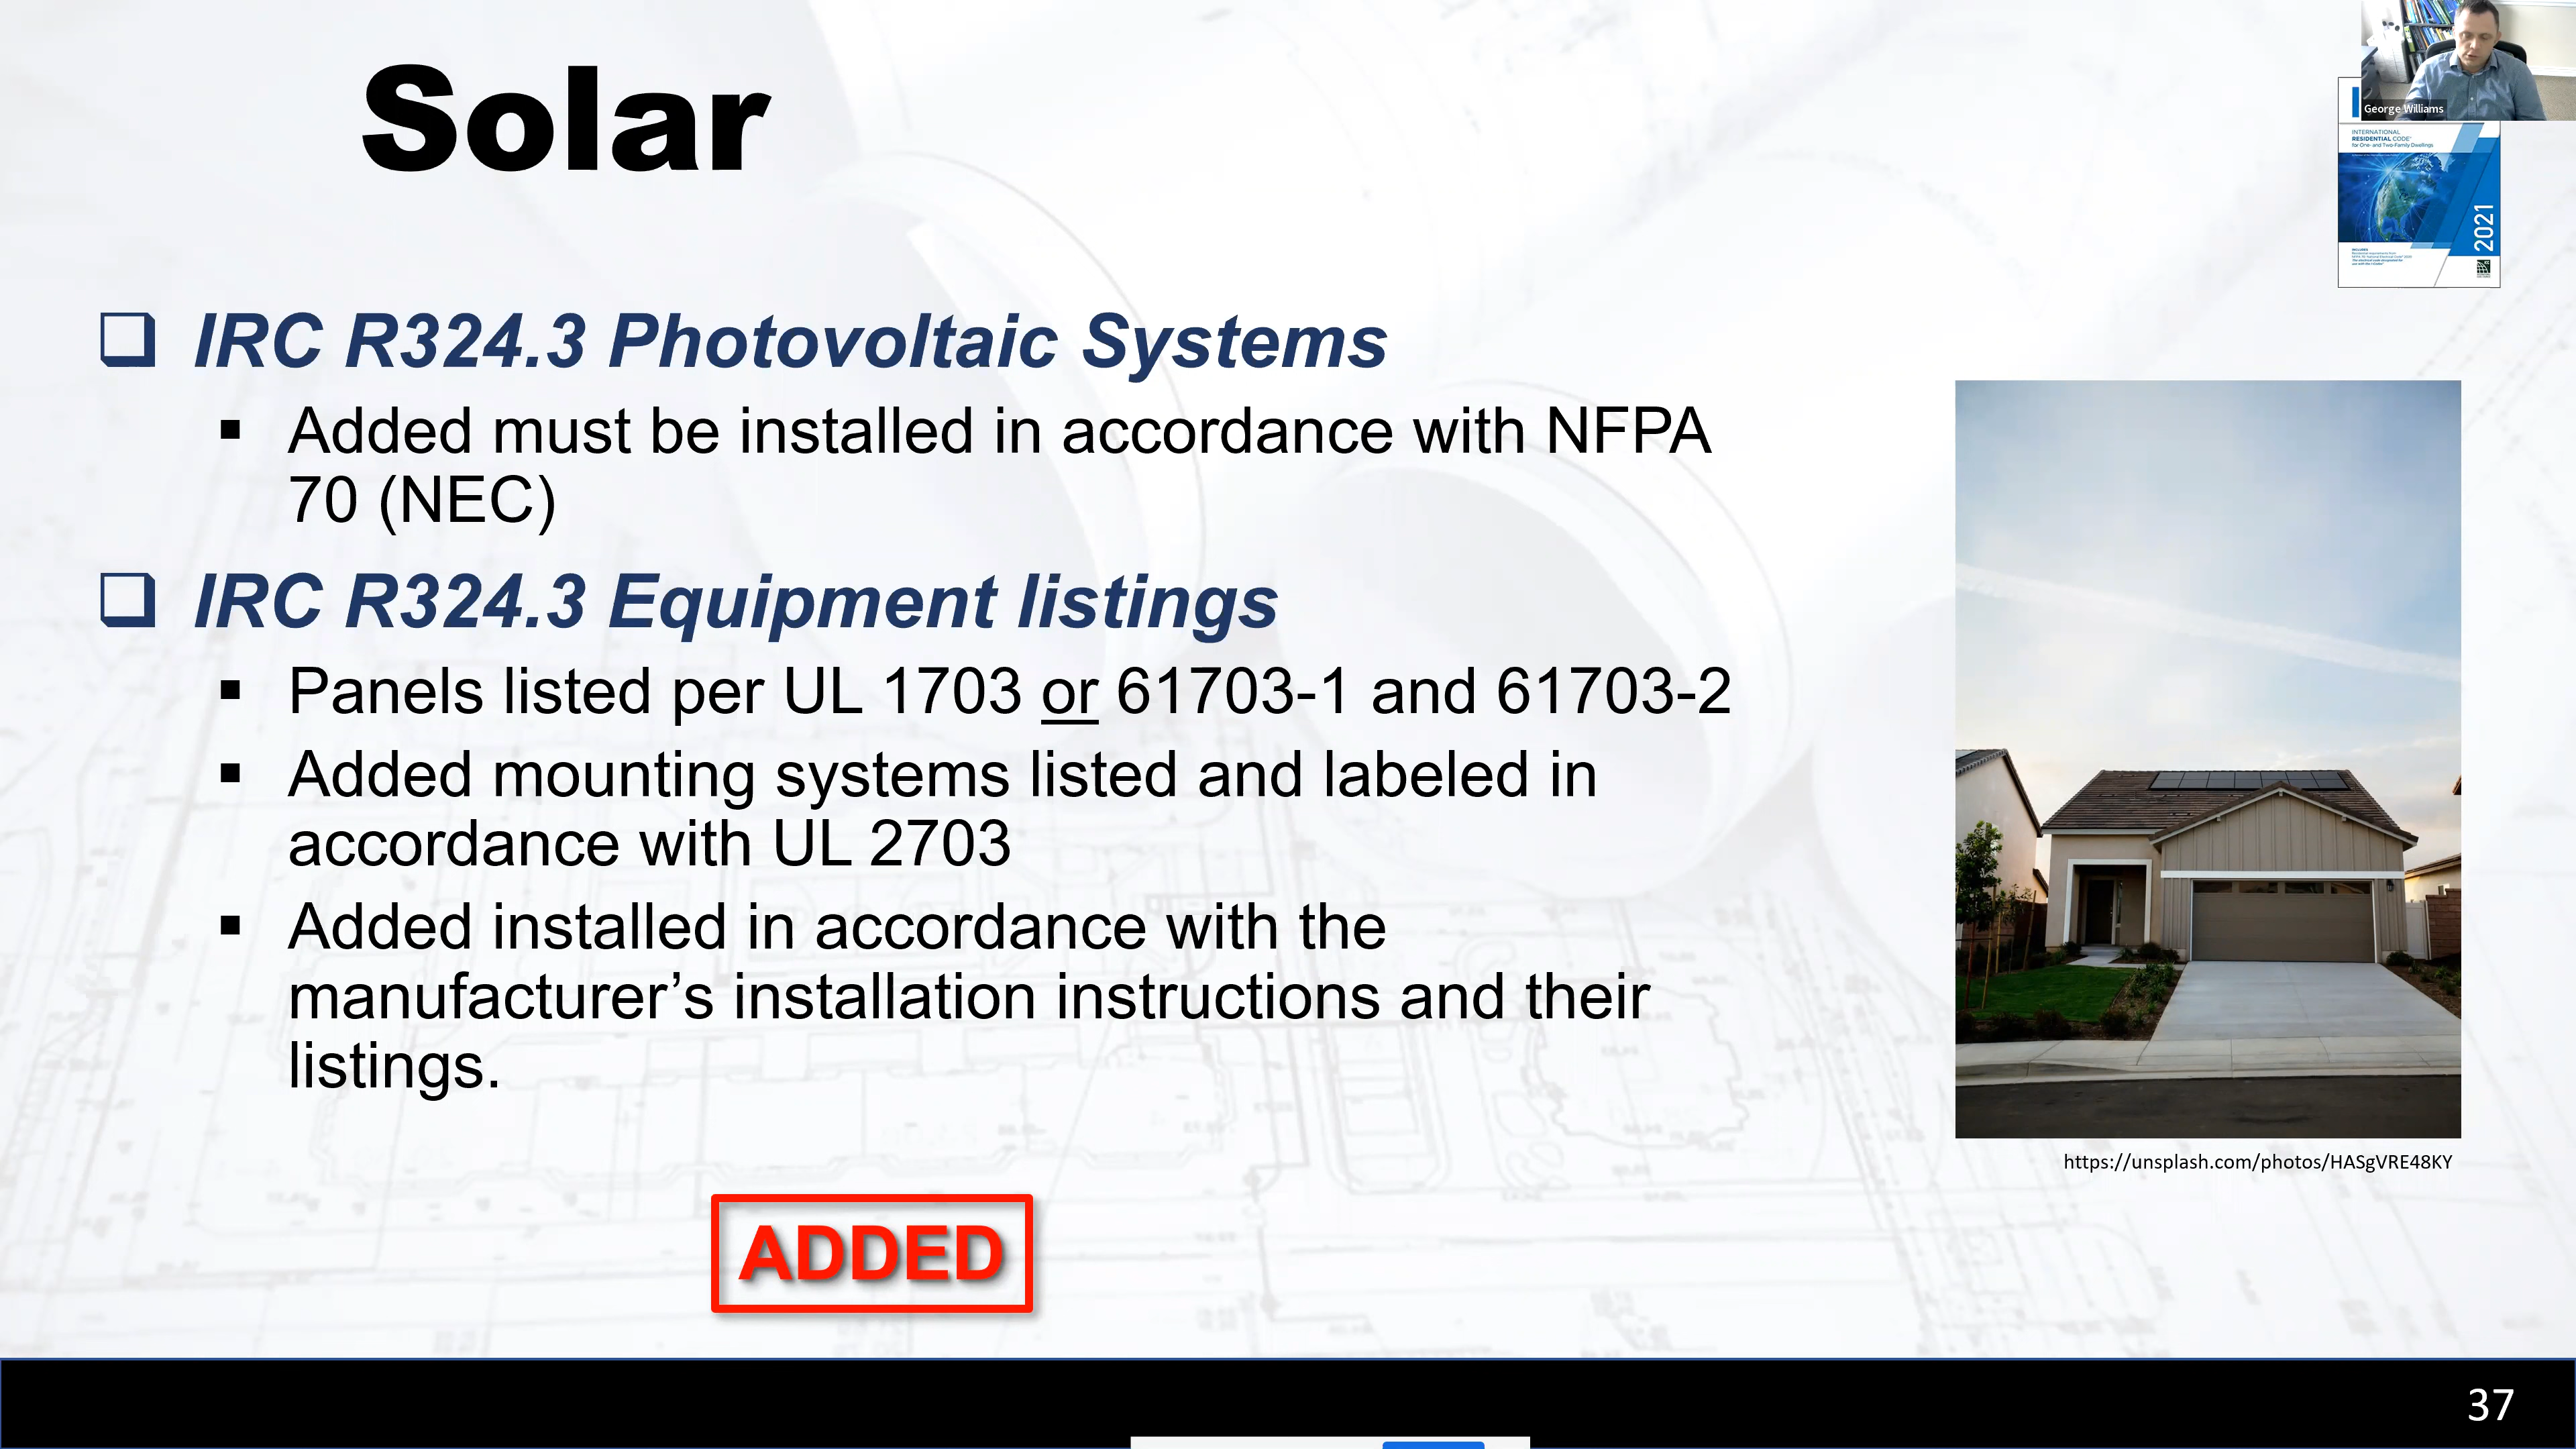 Solar
George Williams
INTERNATIONAL
RESIDENTIAL CODE®
for One- and Two-Family Dwellings
2021
IRC R324.3 Photovoltaic Systems
Added must be installed in accordance with NFPA
70 (NEC)
IRC R324.3 Equipment listings
Panels listed per UL 1703 or 61703-1 and 61703-2
Added mounting systems listed and labeled in
accordance with UL 2703
Added installed in accordance with the
manufacturer’s installation instructions and their
listings.
https://unsplash.com/photos/HASgVRE48KY
ADDED
37